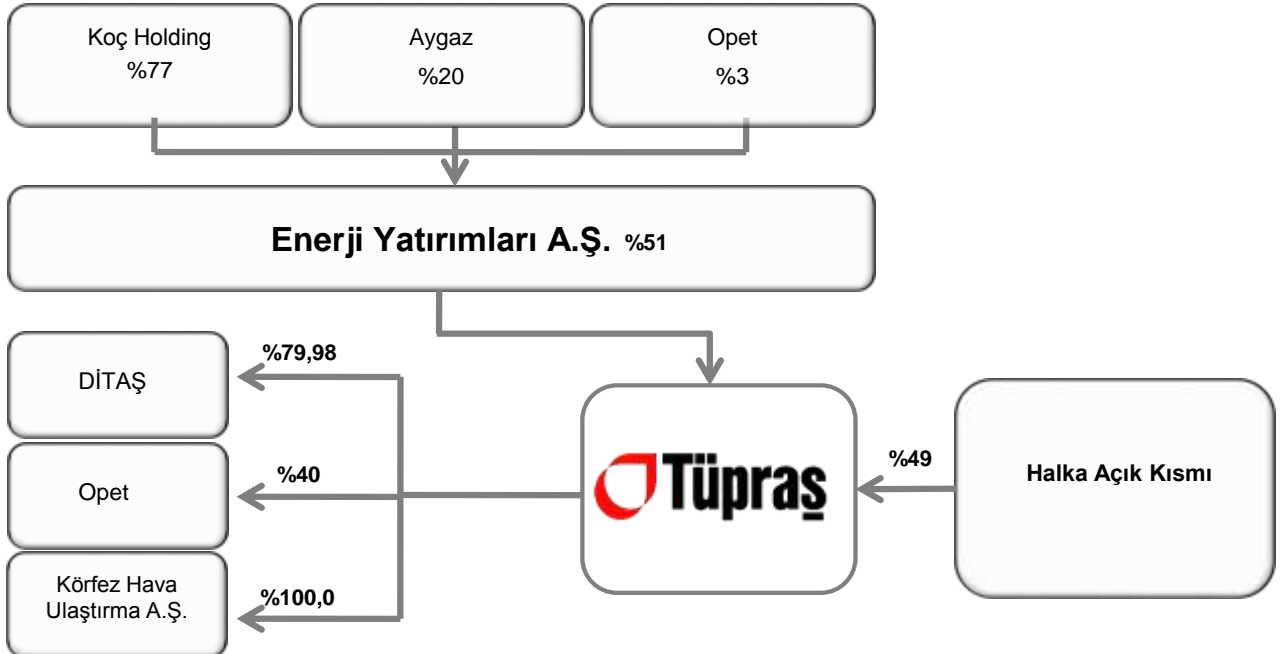 Koç Holding
%77
Aygaz
%20
Opet
%3
Enerji Yatırımları A.Ş. %51
DİTAŞ
%79,98
Opet
%40
Körfez Hava
Ulaştırma A.Ş.
%100,0
Tüpraş
%49
Halka Açık Kısmı